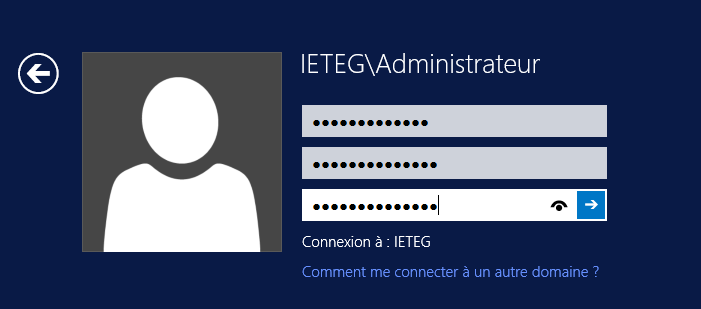 IETEG\Administrateur
•••••••••••••
••••••••••••••
••••••••••••••
Connexion à : IETEG
Comment me connecter à un autre domaine ?